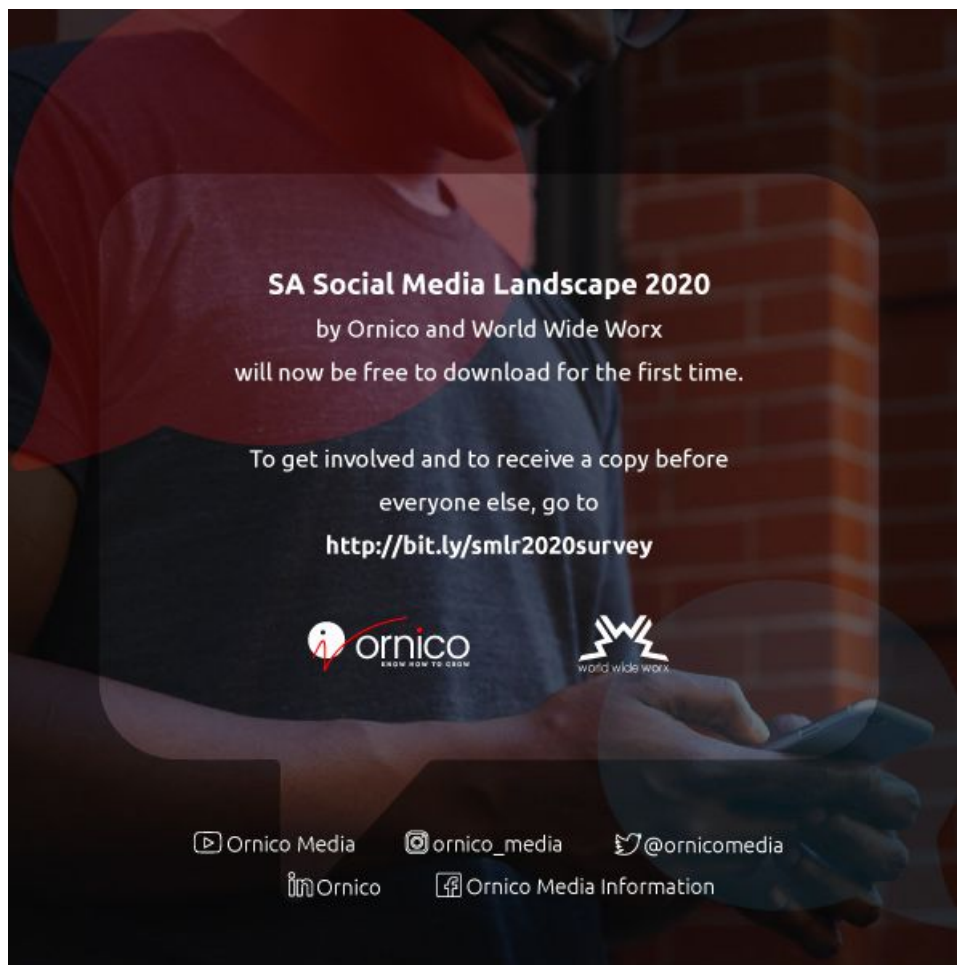 SA Social Media Landscape 2020
by Ornico and World Wide Worx
will now be free to download for the first time.
To get involved and to receive a copy before
everyone else, go to
http://bit.ly/smlr2020survey
ornico
KNOW HOW TO GROW
world wide worx
Ornico Media
ornico_media
@ornicomedia
Ornico
Ornico Media Information